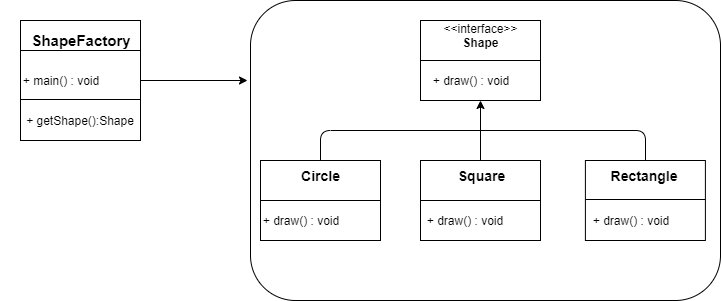 ShapeFactory
+ main() : void
+ getShape():Shape
<<interface>>
Shape
+ draw() : void
Circle
+ draw() : void
Square
+ draw() : void
Rectangle
+ draw() : void